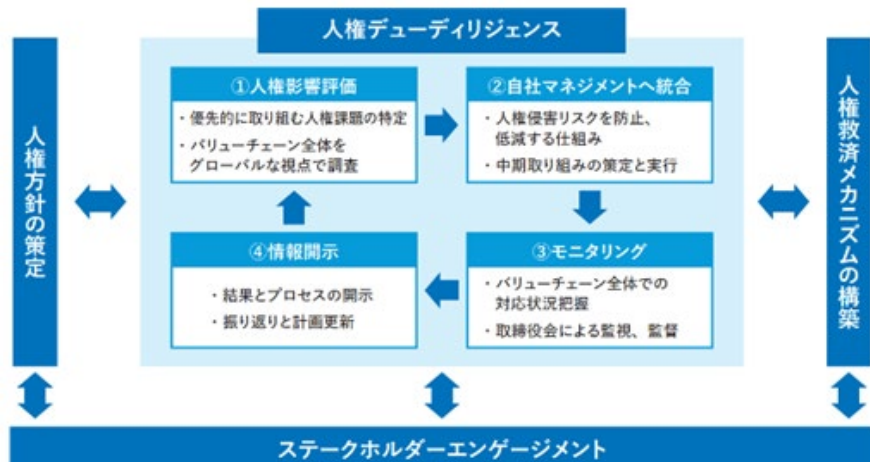 人権デューディリジェンス
人権方針の策定
①人権影響評価
・優先的に取り組む人権課題の特定
・バリューチェーン全体を
グローバルな視点で調査
②自社マネジメントへ統合
・人権侵害リスクを防止、
低減する仕組み
・中期取り組みの策定と実行
④情報開示
・結果とプロセスの開示
・振り返りと計画更新
③モニタリング
・バリューチェーン全体での
対応状況把握
・取締役会による監視、監督
人権救済メカニズムの構築
ステークホルダーエンゲージメント